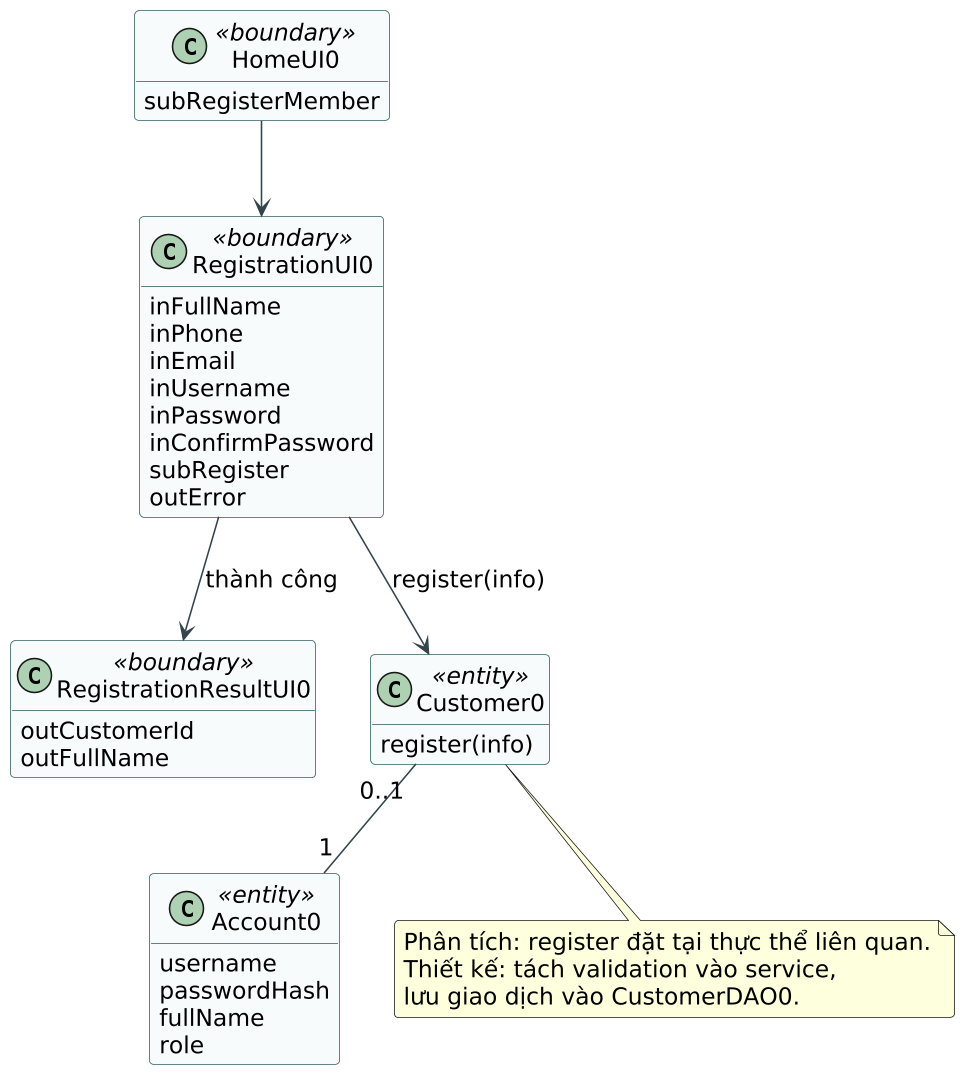 C
«boundary»
HomeUI0
subRegisterMember
C
«boundary»
RegistrationUI0
inFullName
inPhone
inEmail
inUsername
inPassword
inConfirmPassword
subRegister
outError
thành công
register(info)
C
«boundary»
RegistrationResultUI0
outCustomerId
outFullName
C
«entity»
Customer0
register(info)
0..1
1
C
«entity»
Account0
username
passwordHash
fullName
role
Phân tích: register đặt tại thực thể liên quan.
Thiết kế: tách validation vào service,
lưu giao dịch vào CustomerDAO0.